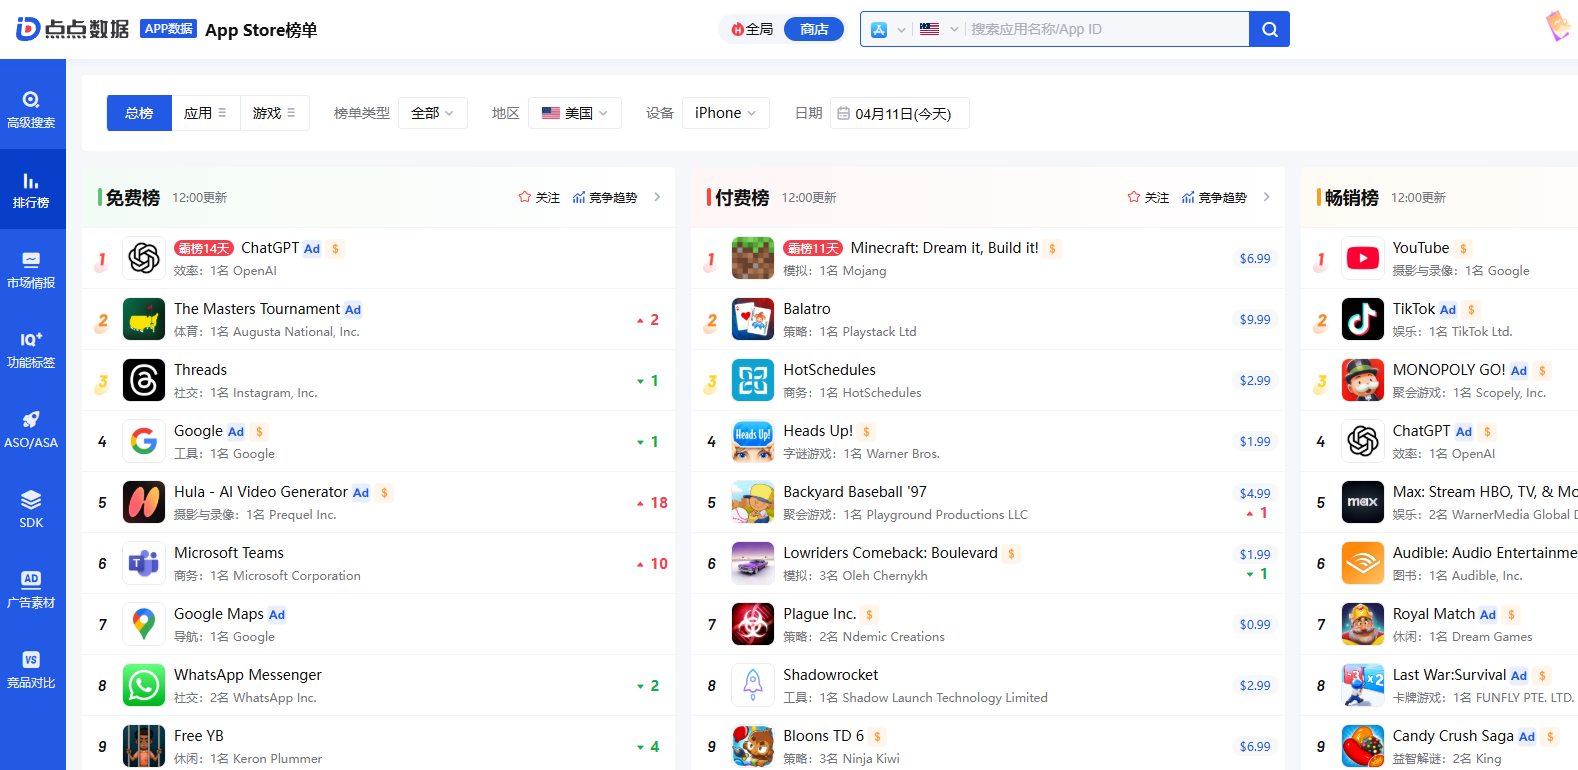 点点数据 APP数据 App Store榜单
全局 商店
搜索应用名称/App ID
高级搜索
排行榜
市场情报
IQ+
功能标签
ASO/ASA
SDK
AD
广告素材
VS
竞品对比
总榜 应用 游戏 榜单类型 全部 地区 美国 设备 iPhone 日期 04月11日(今天)
免费榜 12:00更新 关注 竞争趋势
1 霸榜14天 ChatGPT Ad $
效率：1名 OpenAI
2 The Masters Tournament Ad
体育：1名 Augusta National, Inc.
2
3 Threads
社交：1名 Instagram, Inc.
1
4 Google Ad $
工具：1名 Google
1
5 Hula - AI Video Generator Ad $
摄影与录像：1名 Prequel Inc.
18
6 Microsoft Teams
商务：1名 Microsoft Corporation
10
7 Google Maps Ad
导航：1名 Google
8 WhatsApp Messenger
社交：2名 WhatsApp Inc.
2
9 Free YB
休闲：1名 Keron Plummer
4
付费榜 12:00更新 关注 竞争趋势
1 霸榜11天 Minecraft: Dream it, Build it! $
模拟：1名 Mojang
$6.99
2 Balatro
策略：1名 Playstack Ltd
$9.99
3 HotSchedules
商务：1名 HotSchedules
$2.99
4 Heads Up! Heads Up! $
字谜游戏：1名 Warner Bros.
$1.99
5 Backyard Baseball '97
聚会游戏：1名 Playground Productions LLC
$4.99
1
6 Lowriders Comeback: Boulevard $
模拟：3名 Oleh Chernykh
$1.99
1
7 Plague Inc. $
策略：2名 Ndemic Creations
$0.99
8 Shadowrocket
工具：1名 Shadow Launch Technology Limited
$2.99
9 Bloons TD 6 $
策略：3名 Ninja Kiwi
$6.99
畅销榜 12:00更新
1 YouTube $
摄影与录像：1名 Google
2 TikTok Ad $
娱乐：1名 TikTok Ltd.
3 MONOPOLY GO! Ad $
聚会游戏：1名 Scopely, Inc.
4 ChatGPT Ad $
效率：1名 OpenAI
5 max Max: Stream HBO, TV, & Mo
娱乐：2名 WarnerMedia Global D
6 Audible: Audio Entertainme
图书：1名 Audible, Inc.
7 Royal Match Ad $
休闲：1名 Dream Games
8 -3 x2 Last War:Survival Ad $
卡牌游戏：1名 FUNFLY PTE. LTD.
9 Candy Crush Saga Ad $
益智解谜：2名 King